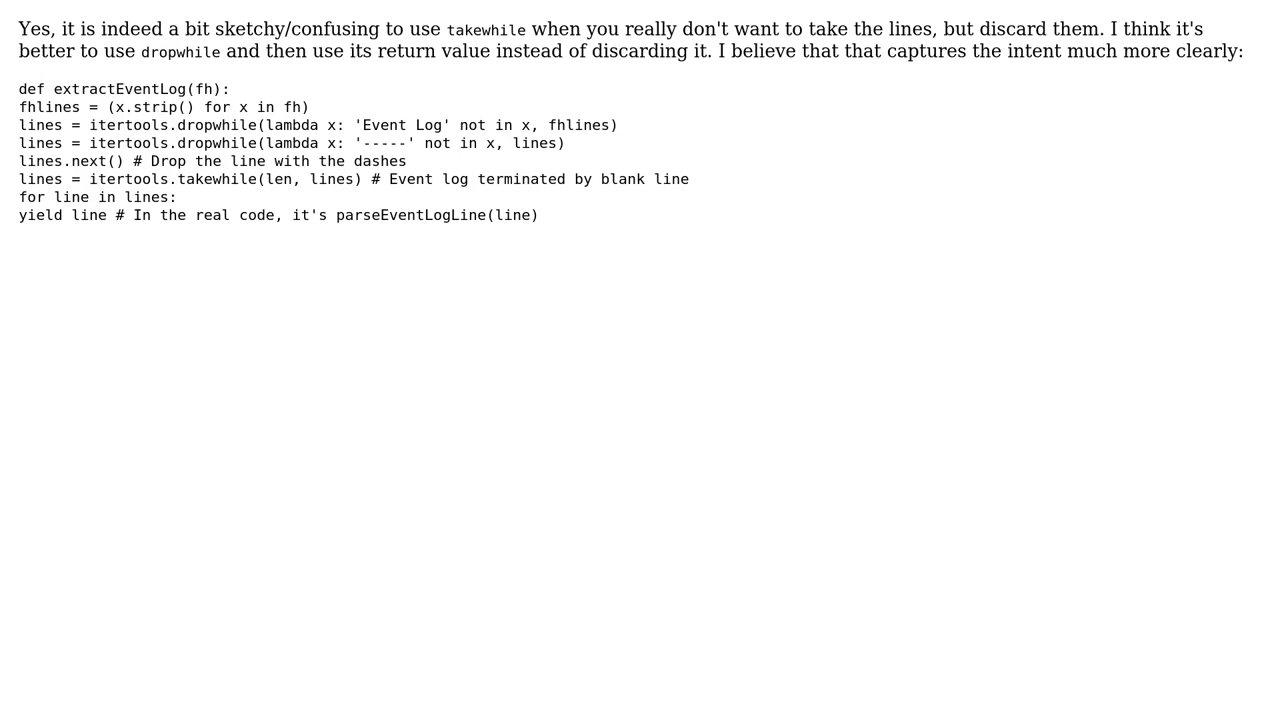 Yes, it is indeed a bit sketchy/confusing to use takewhile when you really don't want to take the lines, but discard them. I think it's
better to use dropwhile and then use its return value instead of discarding it. I believe that that captures the intent much more clearly:
def extractEventLog(fh):
fhlines = (x.strip() for x in fh)
lines = itertools.dropwhile(lambda x: 'Event Log' not in x, fhlines)
lines = itertools.dropwhile(lambda x: '-----' not in x, lines)
lines.next() # Drop the line with the dashes
lines = itertools.takewhile(len, lines) # Event log terminated by blank line
for line in lines:
yield line # In the real code, it's parseEventLogLine(line)